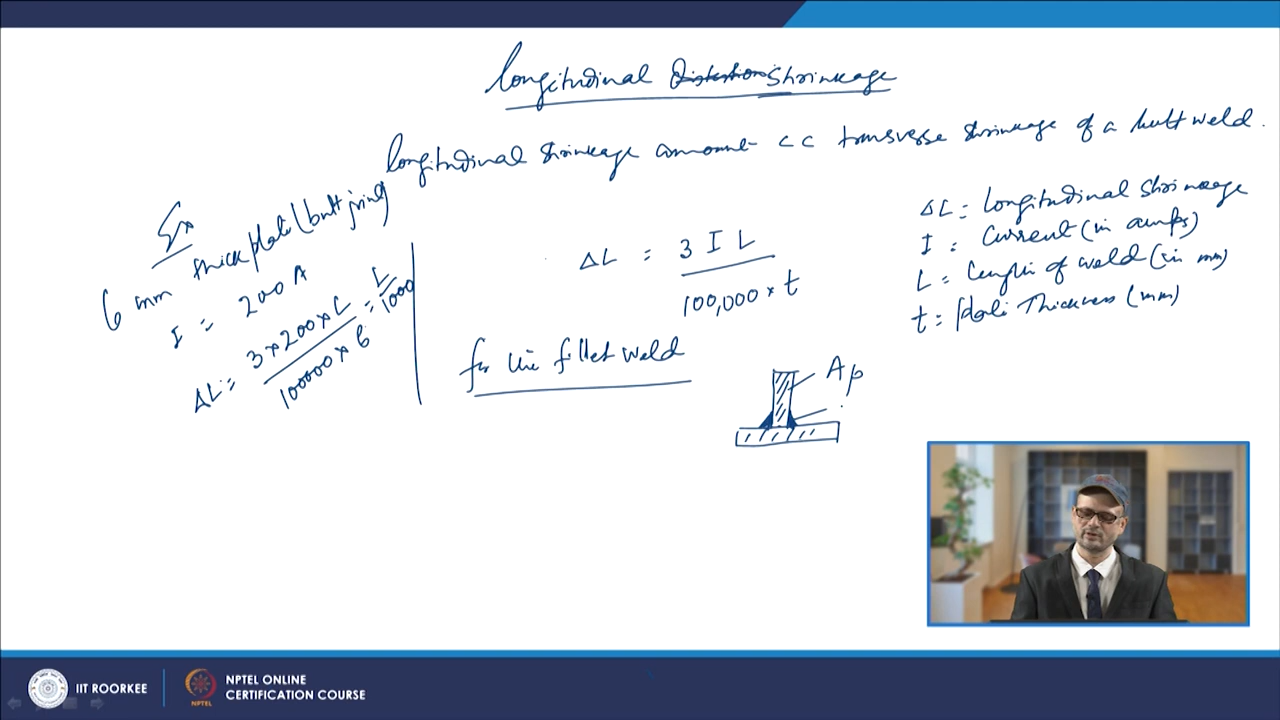 Longitudinal Distortion Shrinkage
Longitudinal shrinkage amount << transverse shrinkage of a butt weld.
Ex
6 mm thick plate (butt joint)
I = 200 A
ΔL = 3 × 200 × L / 100000 × 6 = L / 1000
ΔL = 3 I L / 100,000 × t
ΔL = Longitudinal Shrinkage
I = Current (in amps)
L = Length of weld (in mm)
t = plate Thickness (mm)
for the fillet weld
Ap
IIT ROORKEE
NPTEL ONLINE
CERTIFICATION COURSE
NPTEL